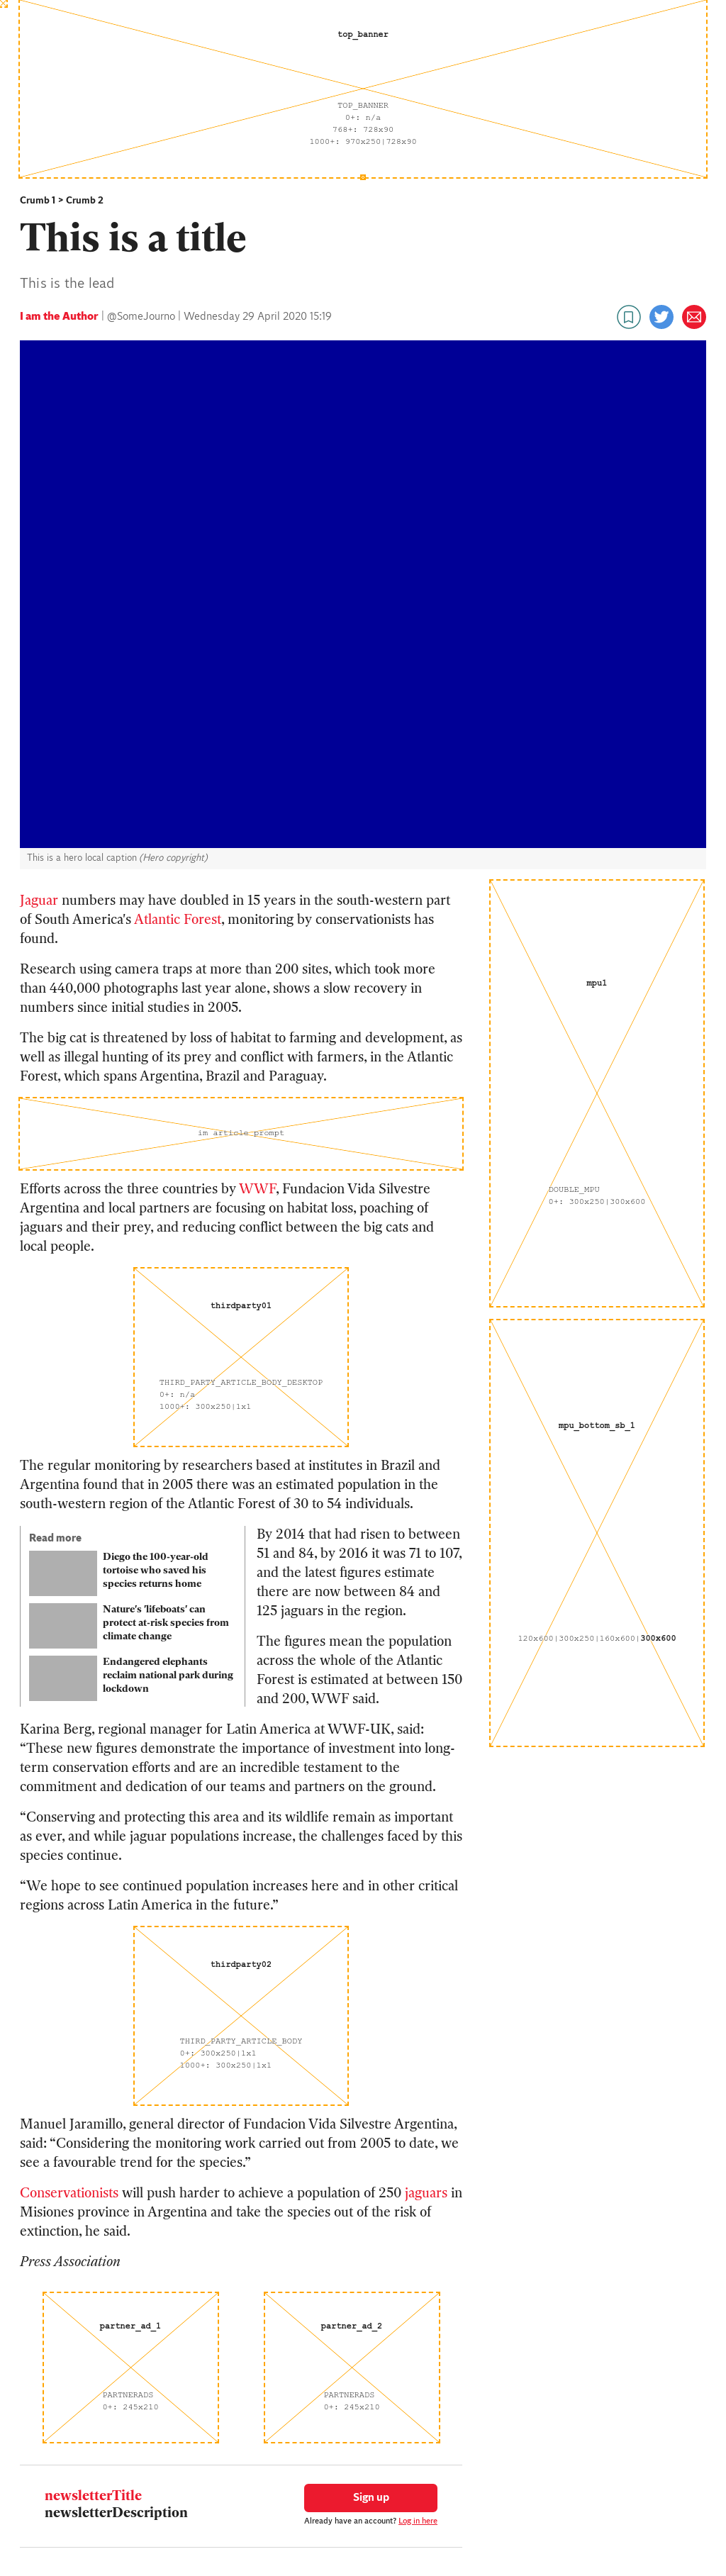 top_banner
TOP_BANNER
0+: n/a
768+: 728x90
1000+: 970x250|728x90
Crumb 1 > Crumb 2
This is a title
This is the lead
I am the Author | @SomeJourno | Wednesday 29 April 2020 15:19
This is a hero local caption (Hero copyright)
Jaguar numbers may have doubled in 15 years in the south-western part
of South America's Atlantic Forest, monitoring by conservationists has
found.
Research using camera traps at more than 200 sites, which took more
than 440,000 photographs last year alone, shows a slow recovery in
numbers since initial studies in 2005.
The big cat is threatened by loss of habitat to farming and development, as
well as illegal hunting of its prey and conflict with farmers, in the Atlantic
Forest, which spans Argentina, Brazil and Paraguay.
im article prompt
Efforts across the three countries by WWF, Fundacion Vida Silvestre
Argentina and local partners are focusing on habitat loss, poaching of
jaguars and their prey, and reducing conflict between the big cats and
local people.
thirdparty01
THIRD_PARTY_ARTICLE_BODY_DESKTOP
0+: n/a
1000+: 300x250|1x1
The regular monitoring by researchers based at institutes in Brazil and
Argentina found that in 2005 there was an estimated population in the
south-western region of the Atlantic Forest of 30 to 54 individuals.
Read more
Diego the 100-year-old
tortoise who saved his
species returns home
Nature's 'lifeboats' can
protect at-risk species from
climate change
Endangered elephants
reclaim national park during
lockdown
By 2014 that had risen to between
51 and 84, by 2016 it was 71 to 107,
and the latest figures estimate
there are now between 84 and
125 jaguars in the region.
The figures mean the population
across the whole of the Atlantic
Forest is estimated at between 150
and 200, WWF said.
Karina Berg, regional manager for Latin America at WWF-UK, said:
“These new figures demonstrate the importance of investment into long-
term conservation efforts and are an incredible testament to the
commitment and dedication of our teams and partners on the ground.
“Conserving and protecting this area and its wildlife remain as important
as ever, and while jaguar populations increase, the challenges faced by this
species continue.
“We hope to see continued population increases here and in other critical
regions across Latin America in the future.”
thirdparty02
THIRD_PARTY_ARTICLE_BODY
0+: 300x250|1x1
1000+: 300x250|1x1
Manuel Jaramillo, general director of Fundacion Vida Silvestre Argentina,
said: “Considering the monitoring work carried out from 2005 to date, we
see a favourable trend for the species.”
Conservationists will push harder to achieve a population of 250 jaguars in
Misiones province in Argentina and take the species out of the risk of
extinction, he said.
Press Association
partner_ad_1
PARTNERADS
0+: 245x210
partner_ad_2
PARTNERADS
0+: 245x210
newsletterTitle
newsletterDescription
Sign up
Already have an account? Log in here
mpu1
DOUBLE_MPU
0+: 300x250|300x600
mpu_bottom_sb_1
120x600|300x250|160x600|300x600